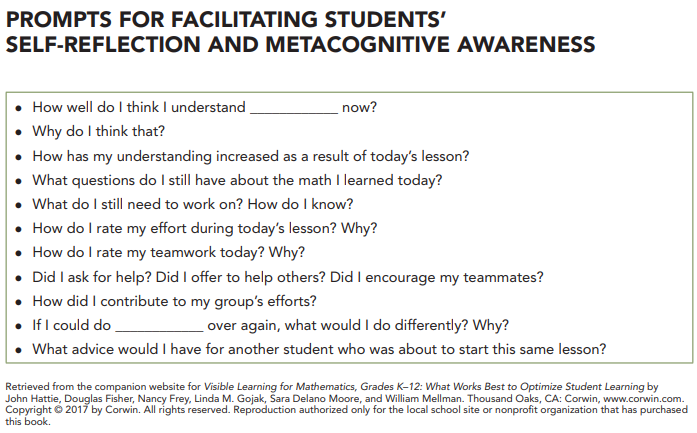 PROMPTS FOR FACILITATING STUDENTS’
SELF-REFLECTION AND METACOGNITIVE AWARENESS
• How well do I think I understand ____________ now?
• Why do I think that?
• How has my understanding increased as a result of today’s lesson?
• What questions do I still have about the math I learned today?
• What do I still need to work on? How do I know?
• How do I rate my effort during today’s lesson? Why?
• How do I rate my teamwork today? Why?
• Did I ask for help? Did I offer to help others? Did I encourage my teammates?
• How did I contribute to my group’s efforts?
• If I could do ____________ over again, what would I do differently? Why?
• What advice would I have for another student who was about to start this same lesson?
Retrieved from the companion website for Visible Learning for Mathematics, Grades K–12: What Works Best to Optimize Student Learning by
John Hattie, Douglas Fisher, Nancy Frey, Linda M. Gojak, Sara Delano Moore, and William Mellman. Thousand Oaks, CA: Corwin, www.corwin.com.
Copyright © 2017 by Corwin. All rights reserved. Reproduction authorized only for the local school site or nonprofit organization that has purchased
this book.